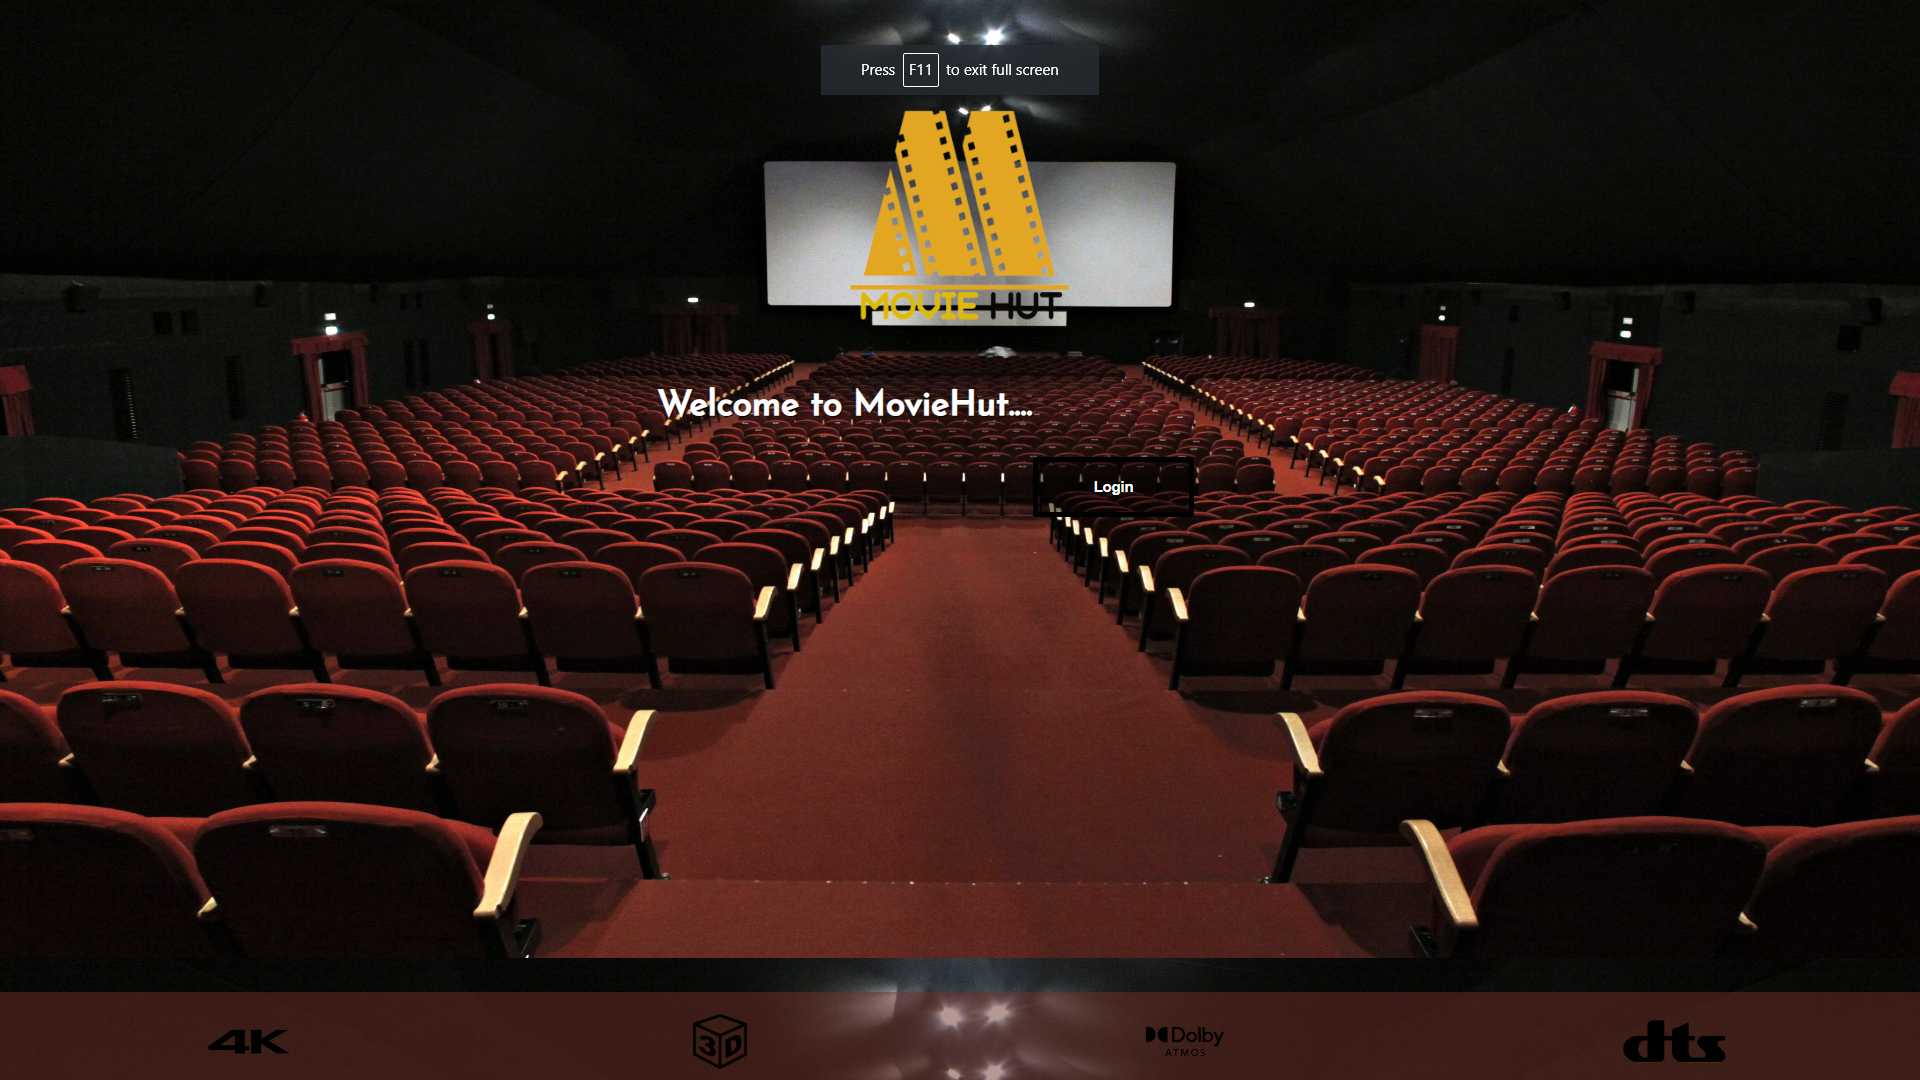 Press F11 to exit full screen
MOVIE HUT
Welcome to MovieHut....
Login
4K
3D
Dolby
ATMOS
dts